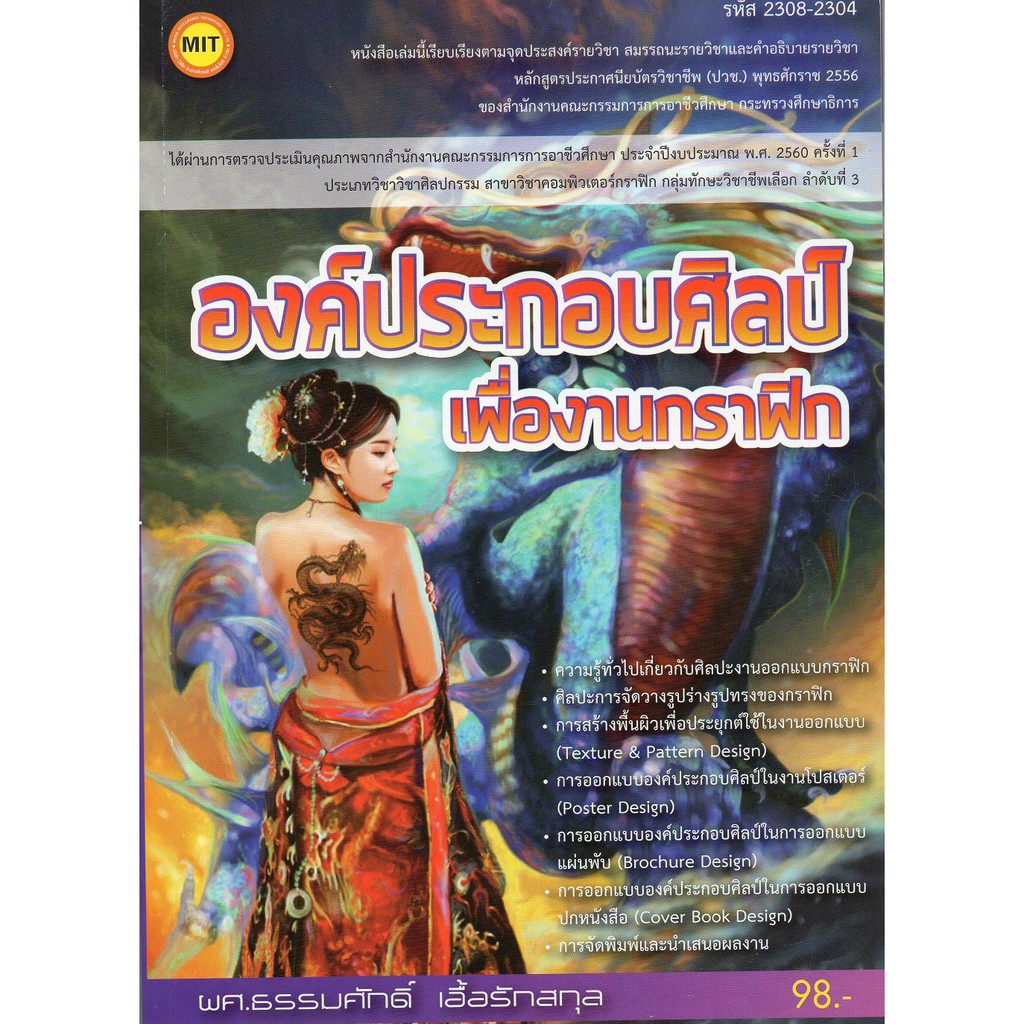 รหัส 2308-2304
MIT
หนังสือเล่มนี้เรียบเรียงตามจุดประสงค์รายวิชา สมรรถนะรายวิชาและคำอธิบายรายวิชา
หลักสูตรประกาศนียบัตรวิชาชีพ (ปวช.) พุทธศักราช 2556
ของสำนักงานคณะกรรมการการอาชีวศึกษา กระทรวงศึกษาธิการ
ได้ผ่านการตรวจประเมินคุณภาพจากสำนักงานคณะกรรมการการอาชีวศึกษา ประจำปีงบประมาณ พ.ศ. 2560 ครั้งที่ 1
ประเภทวิชาวิชาศิลปกรรม สาขาวิชาคอมพิวเตอร์กราฟิก กลุ่มทักษะวิชาชีพเลือก ลำดับที่ 3
องค์ประกอบศิลป์
เพื่องานกราฟิก
• ความรู้ทั่วไปเกี่ยวกับศิลปะงานออกแบบกราฟิก
• ศิลปะการจัดวางรูปร่างรูปทรงของกราฟิก
• การสร้างพื้นผิวเพื่อประยุกต์ใช้ในงานออกแบบ
(Texture & Pattern Design)
• การออกแบบองค์ประกอบศิลป์ในงานโปสเตอร์
(Poster Design)
• การออกแบบองค์ประกอบศิลป์ในการออกแบบ
แผ่นพับ (Brochure Design)
• การออกแบบองค์ประกอบศิลป์ในการออกแบบ
ปกหนังสือ (Cover Book Design)
• การจัดพิมพ์และนำเสนอผลงาน
ผศ.ธรรมศักดิ์ เอื้อรักสกุล
98.-